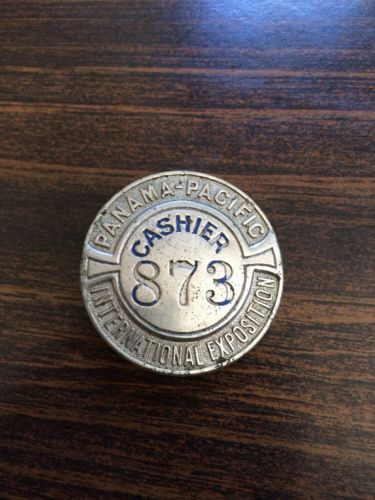 PANAMA-PACIFIC
CASHIER
873
INTERNATIONAL EXPOSITION